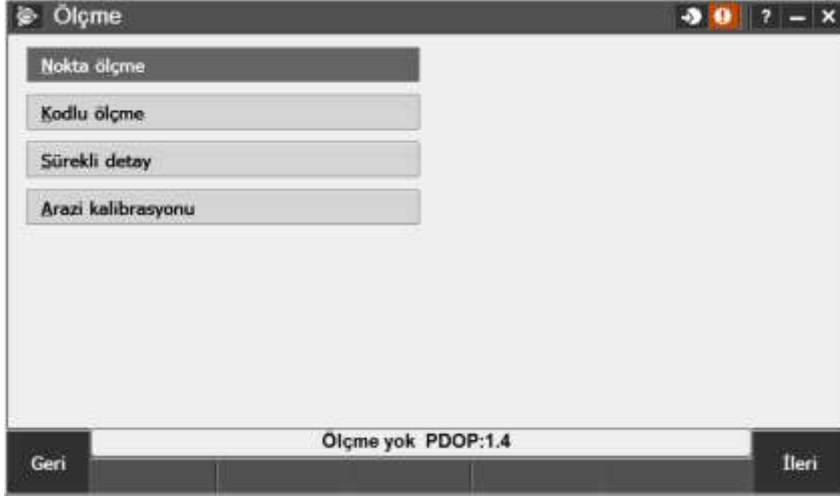 Ölçme
? — ×
Nokta ölçme
Kodlu ölçme
Sürekli detay
Arazi kalibrasyonu
Ölçme yok PDOP:1.4
Geri
İleri